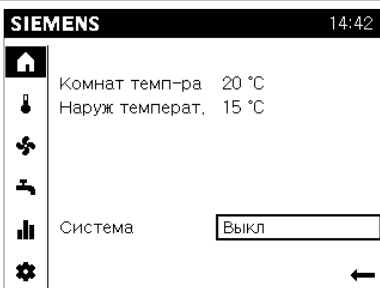 SIEMENS 14:42
Комнат темп-ра 20 °C
Наруж температ. 15 °C
Система Выкл